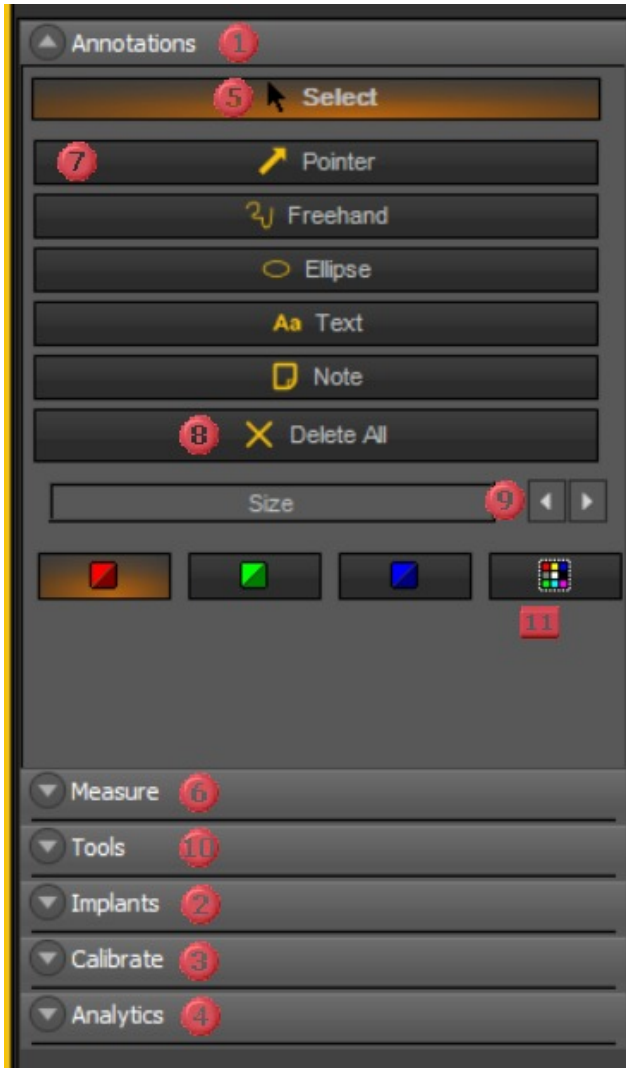 Annotations 1
5 Select
7 Pointer
Freehand
Ellipse
Aa Text
Note
8 Delete All
Size 9
11
Measure 6
Tools 10
Implants 2
Calibrate 3
Analytics 4